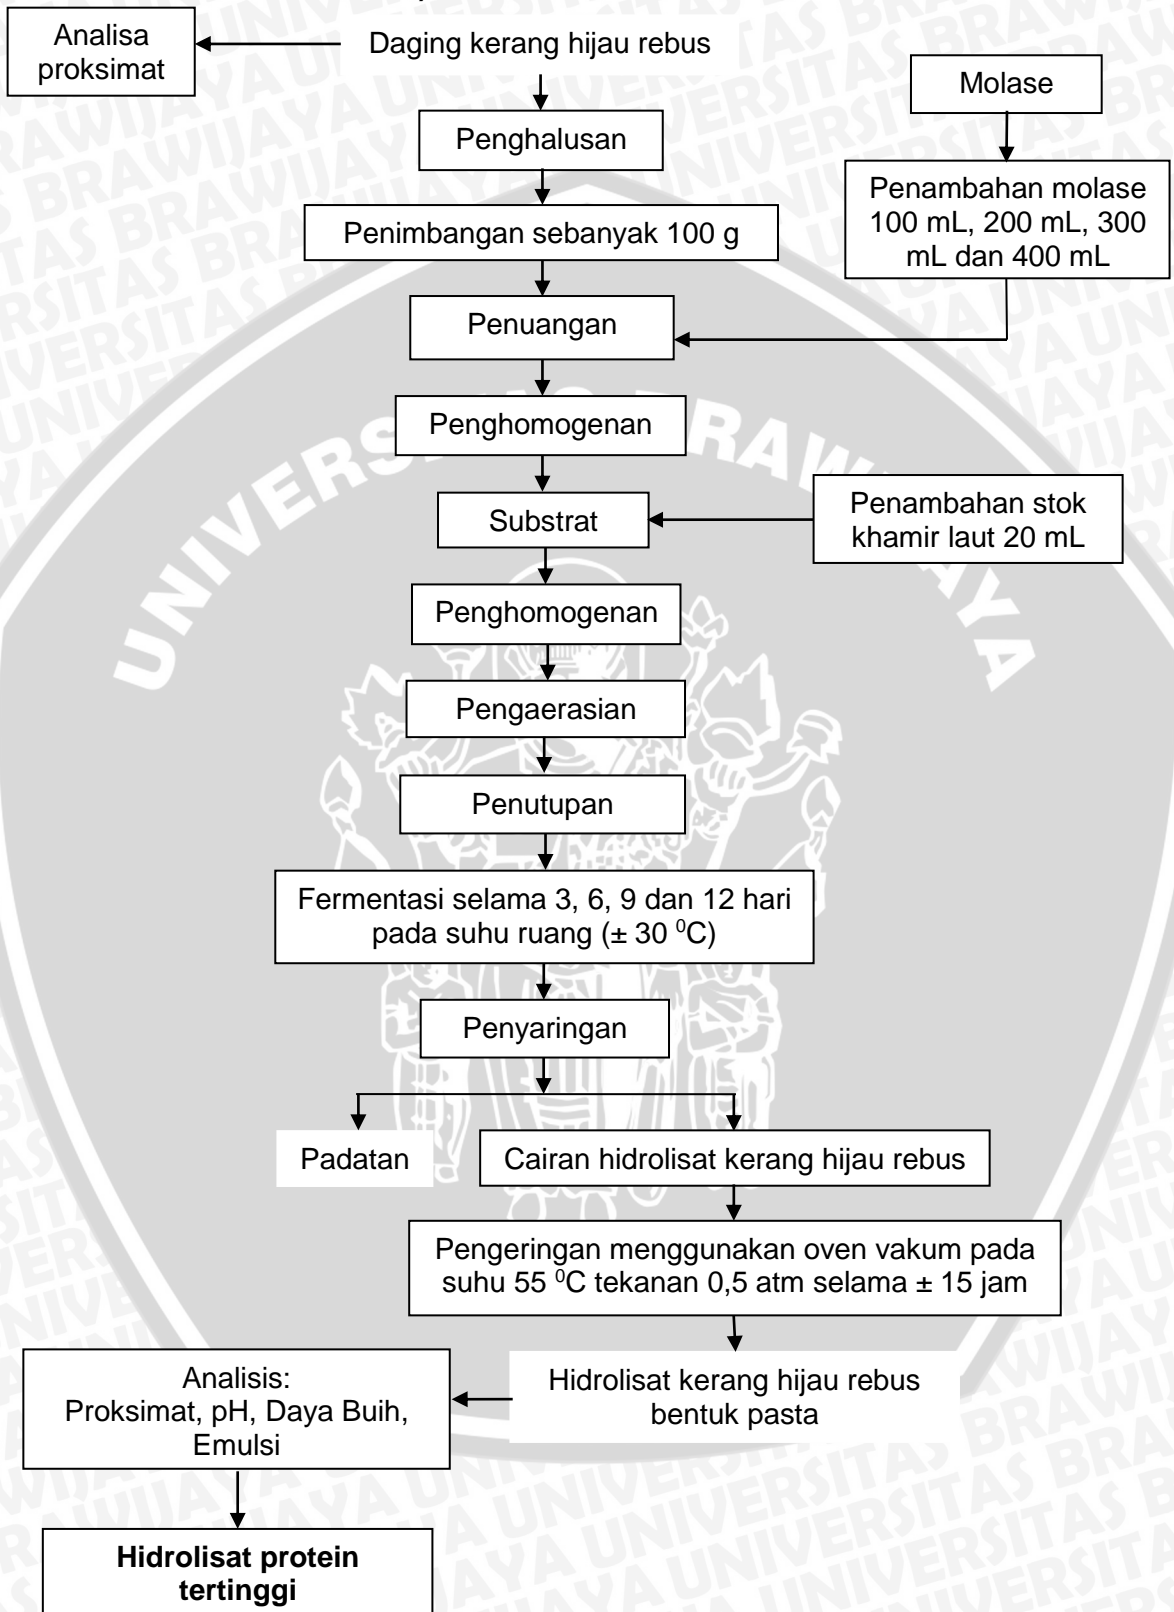 Analisa
proksimat
Daging kerang hijau rebus
Molase
Penghalusan
Penambahan molase
100 mL, 200 mL, 300
mL dan 400 mL
Penimbangan sebanyak 100 g
Penuangan
Penghomogenan
Substrat
Penambahan stok
khamir laut 20 mL
Penghomogenan
Pengaerasian
Penutupan
Fermentasi selama 3, 6, 9 dan 12 hari
pada suhu ruang (± 30 ⁰C)
Penyaringan
Padatan
Cairan hidrolisat kerang hijau rebus
Pengeringan menggunakan oven vakum pada
suhu 55 ⁰C tekanan 0,5 atm selama ± 15 jam
Hidrolisat kerang hijau rebus
bentuk pasta
Analisis:
Proksimat, pH, Daya Buih,
Emulsi
Hidrolisat protein
tertinggi
UNIVERSITAS BRAWIJAYA